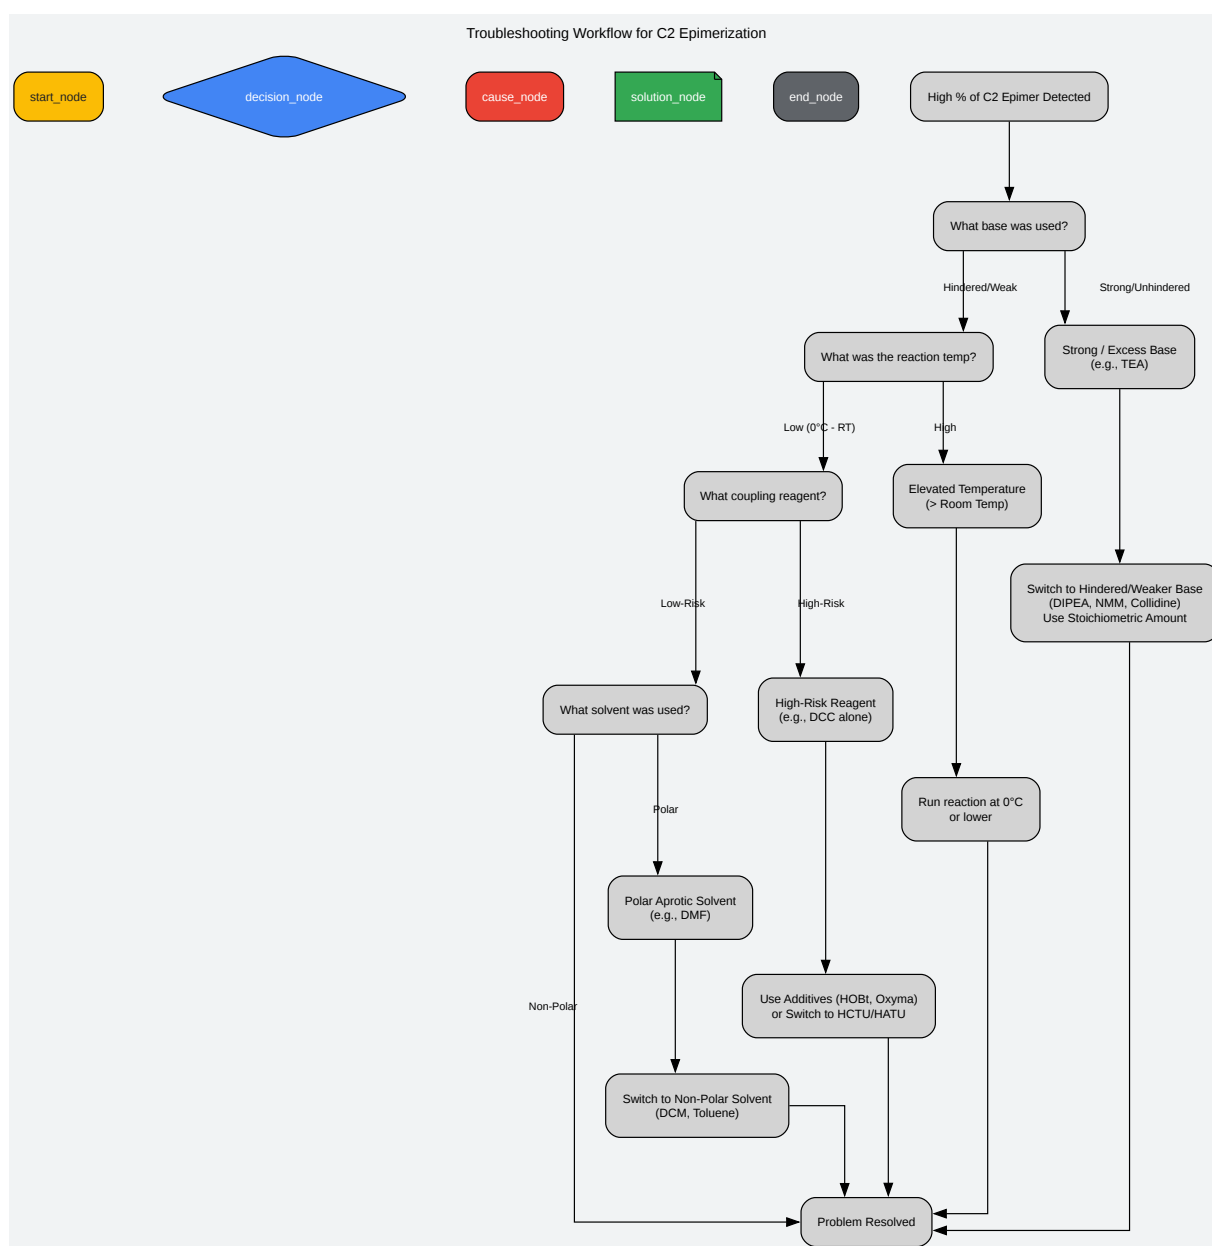 Troubleshooting Workflow for C2 Epimerization
start_node
decision_node
cause_node
solution_node
end_node
High % of C2 Epimer Detected
What base was used?
Hindered/Weak
Strong/Unhindered
What was the reaction temp?
Strong / Excess Base
(e.g., TEA)
Low (0°C - RT)
High
What coupling reagent?
Elevated Temperature
(> Room Temp)
Switch to Hindered/Weaker Base
(DIPEA, NMM, Collidine)
Use Stoichiometric Amount
Low-Risk
High-Risk
What solvent was used?
High-Risk Reagent
(e.g., DCC alone)
Polar
Run reaction at 0°C
or lower
Polar Aprotic Solvent
(e.g., DMF)
Non-Polar
Use Additives (HOBt, Oxyma)
or Switch to HCTU/HATU
Switch to Non-Polar Solvent
(DCM, Toluene)
Problem Resolved